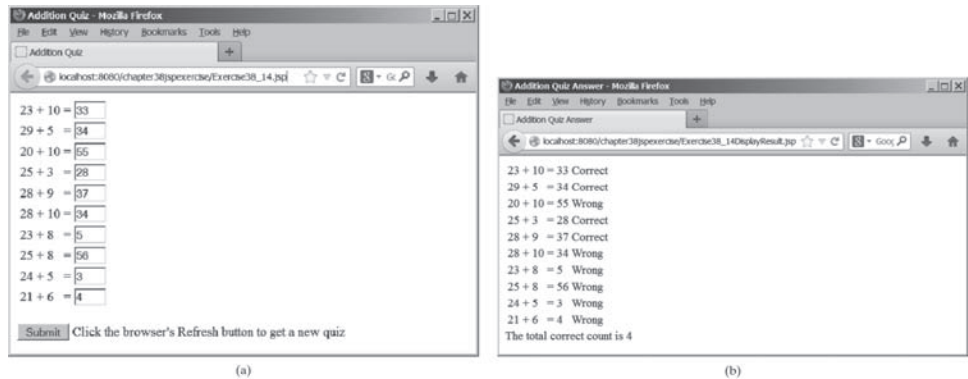 Addition Quiz - Mozilla Firefox
File Edit View History Bookmarks Tools Help
Addition Quiz
localhost:8080/chapter38jspexercise/Exercise38_14.jsp
23 + 10 = 33
29 + 5 = 34
20 + 10 = 55
25 + 3 = 28
28 + 9 = 37
28 + 10 = 34
23 + 8 = 5
25 + 8 = 56
24 + 5 = 3
21 + 6 = 4
Submit Click the browser's Refresh button to get a new quiz
(a)
Addition Quiz Answer - Mozilla Firefox
File Edit View History Bookmarks Tools Help
Addition Quiz Answer
localhost:8080/chapter38jspexercise/Exercise38_14DisplayResult.jsp
23 + 10 = 33 Correct
29 + 5 = 34 Correct
20 + 10 = 55 Wrong
25 + 3 = 28 Correct
28 + 9 = 37 Correct
28 + 10 = 34 Wrong
23 + 8 = 5 Wrong
25 + 8 = 56 Wrong
24 + 5 = 3 Wrong
21 + 6 = 4 Wrong
The total correct count is 4
(b)